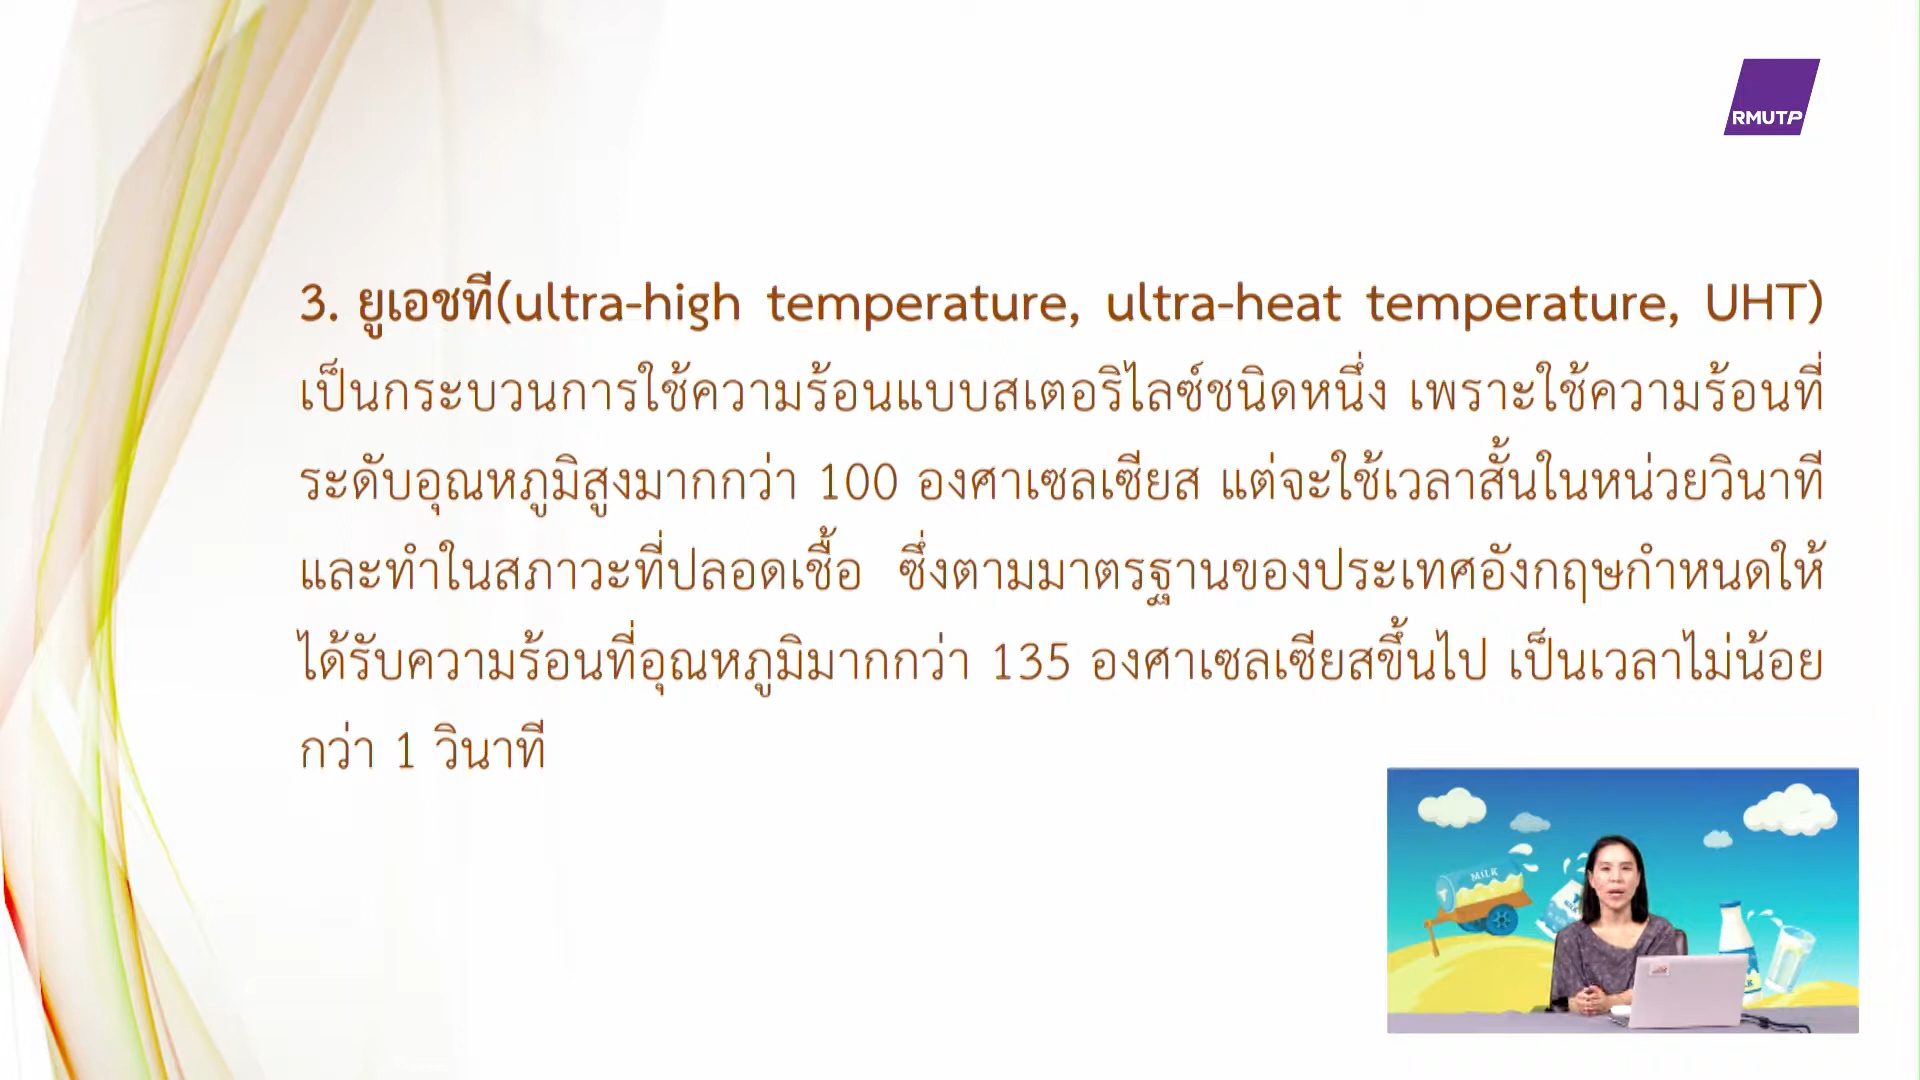 RMUTP
3. ยูเอชที(ultra-high temperature, ultra-heat temperature, UHT)
เป็นกระบวนการใช้ความร้อนแบบสเตอริไลซ์ชนิดหนึ่ง เพราะใช้ความร้อนที่
ระดับอุณหภูมิสูงมากกว่า 100 องศาเซลเซียส แต่จะใช้เวลาสั้นในหน่วยวินาที
และทำในสภาวะที่ปลอดเชื้อ ซึ่งตามมาตรฐานของประเทศอังกฤษกำหนดให้
ได้รับความร้อนที่อุณหภูมิมากกว่า 135 องศาเซลเซียสขึ้นไป เป็นเวลาไม่น้อย
กว่า 1 วินาที
MILK